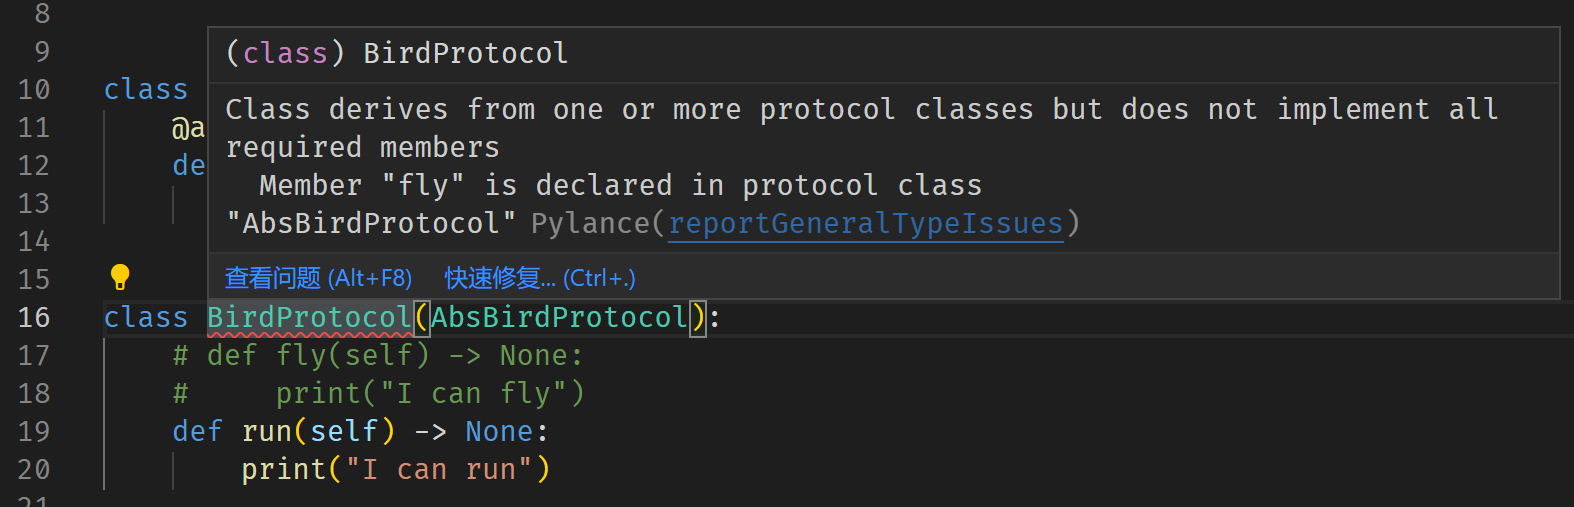 8
9
(class) BirdProtocol
10 class
Class derives from one or more protocol classes but does not implement all
11 @a
required members
12 de
Member "fly" is declared in protocol class
13
"AbsBirdProtocol" Pylance(reportGeneralTypeIssues)
14
15
查看问题 (Alt+F8) 快速修复... (Ctrl+.)
16 class BirdProtocol(AbsBirdProtocol):
17 # def fly(self) -> None:
18 #     print("I can fly")
19 def run(self) -> None:
20 print("I can run")
21